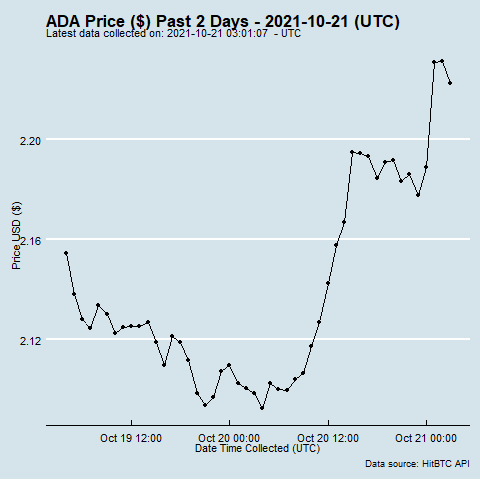 ADA Price ($) Past 2 Days - 2021-10-21 (UTC)
Latest data collected on: 2021-10-21 03:01:07  - UTC
Price USD ($)
2.20
2.16
2.12
Oct 19 12:00
Oct 20 00:00
Oct 20 12:00
Oct 21 00:00
Date Time Collected (UTC)
Data source: HitBTC API